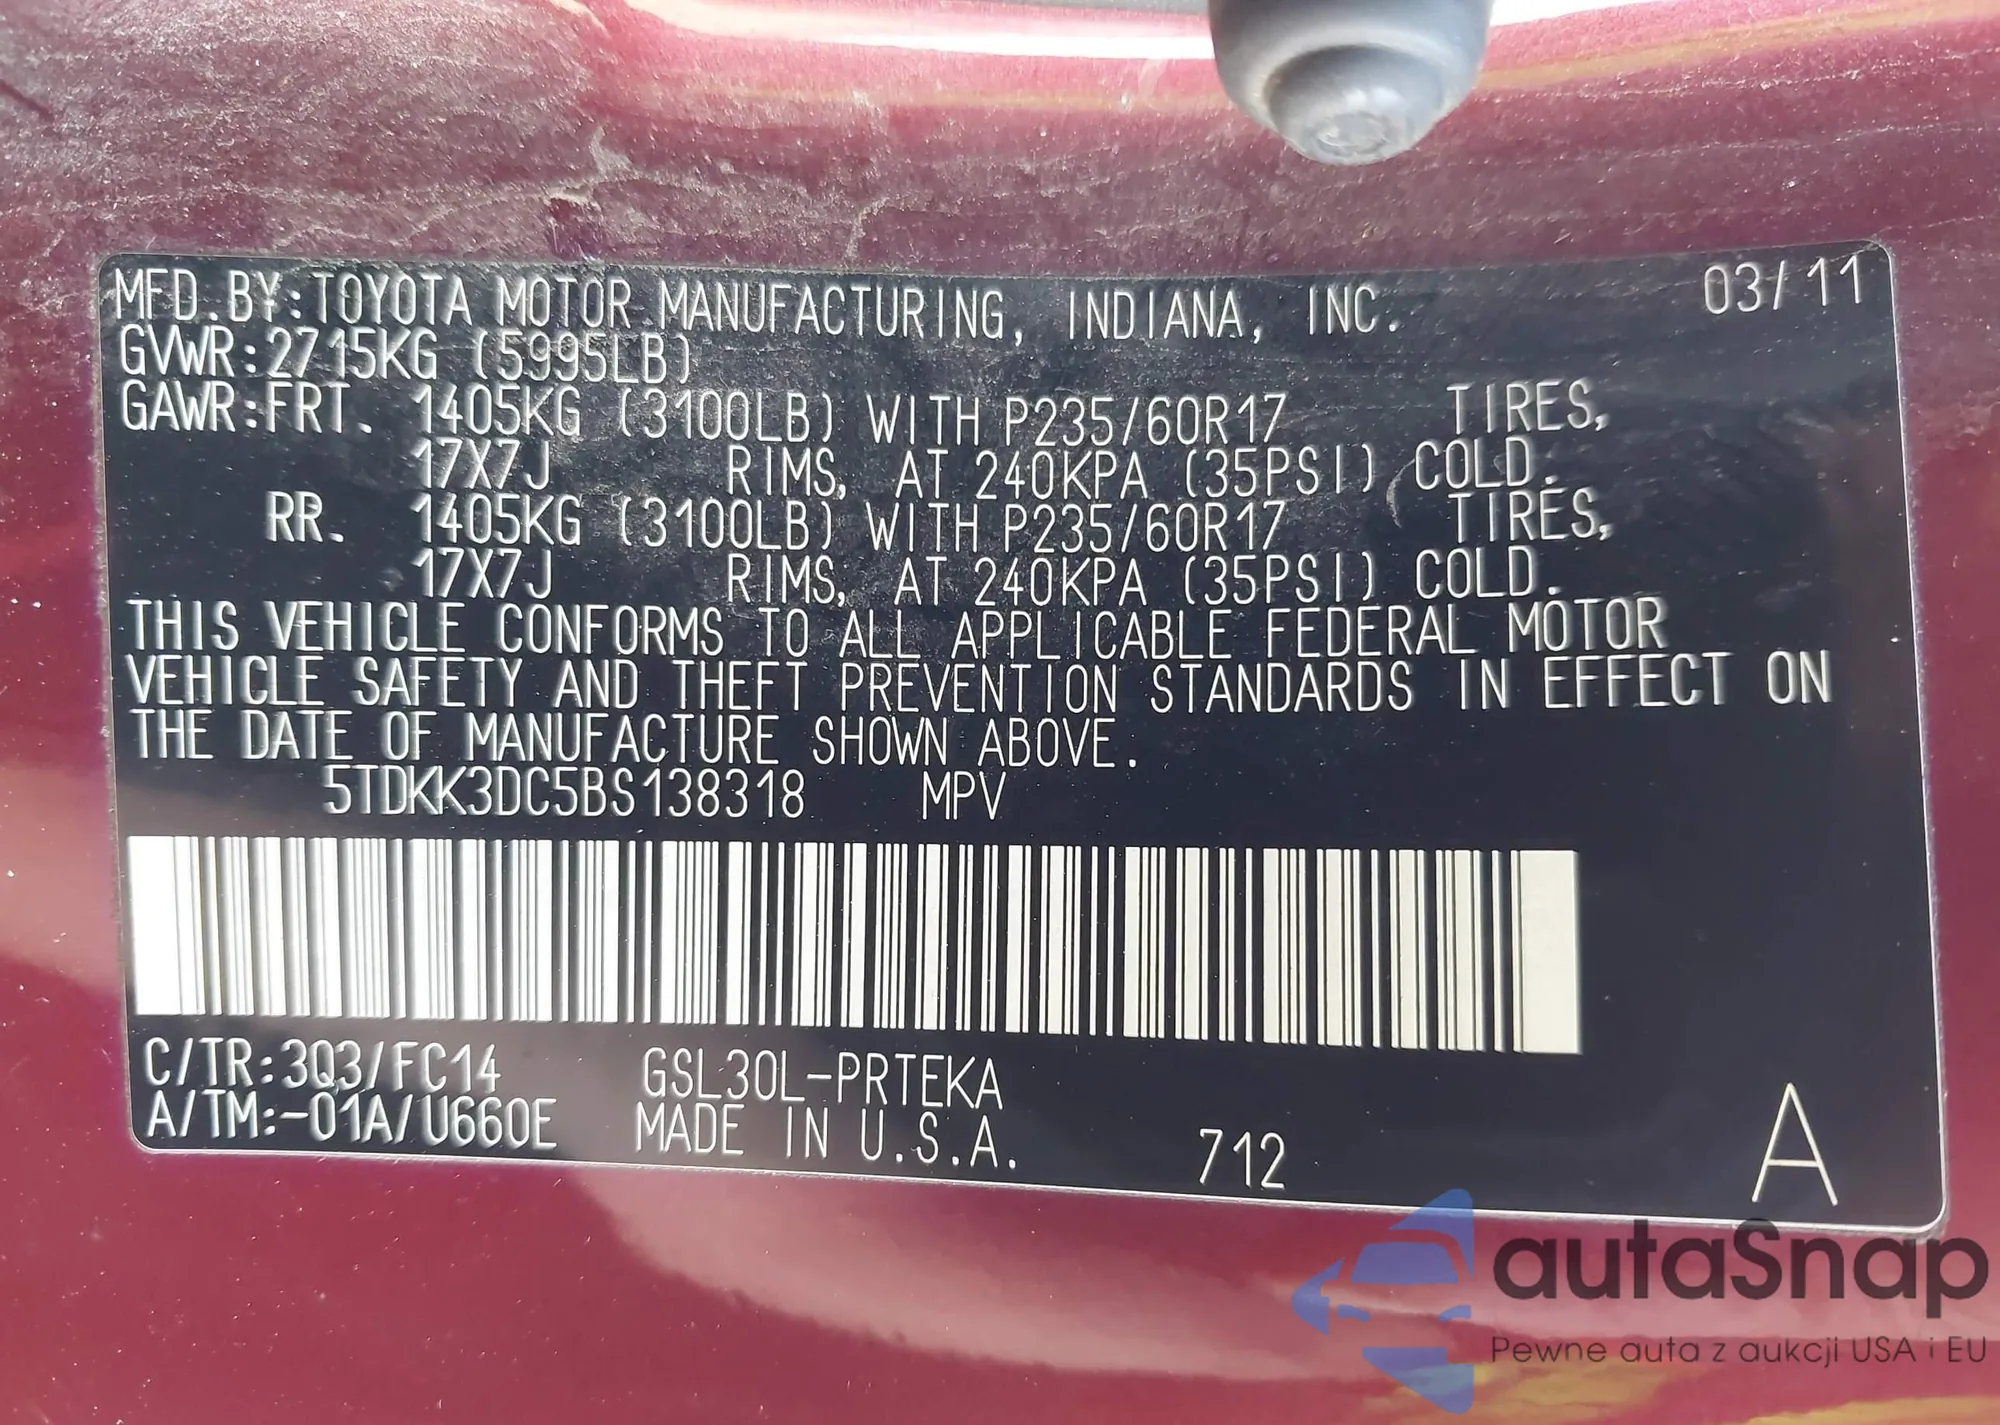 MFD.BY:TOYOTA MOTOR MANUFACTURING, INDIANA, INC. 03/11
GVWR:2715KG (5995LB)
GAWR:FRT. 1405KG (3100LB) WITH P235/60R17 TIRES,
17X7J RIMS, AT 240KPA (35PSI) COLD.
RR. 1405KG (3100LB) WITH P235/60R17 TIRES,
17X7J RIMS, AT 240KPA (35PSI) COLD.
THIS VEHICLE CONFORMS TO ALL APPLICABLE FEDERAL MOTOR
VEHICLE SAFETY AND THEFT PREVENTION STANDARDS IN EFFECT ON
THE DATE OF MANUFACTURE SHOWN ABOVE.
5TDKK3DC5BS138318 MPV
C/TR:3Q3/FC14 GSL30L-PRTEKA
A/TM:-01A/U660E MADE IN U.S.A. 712 A
autaSnap
Pewne auta z aukcji USA i EU